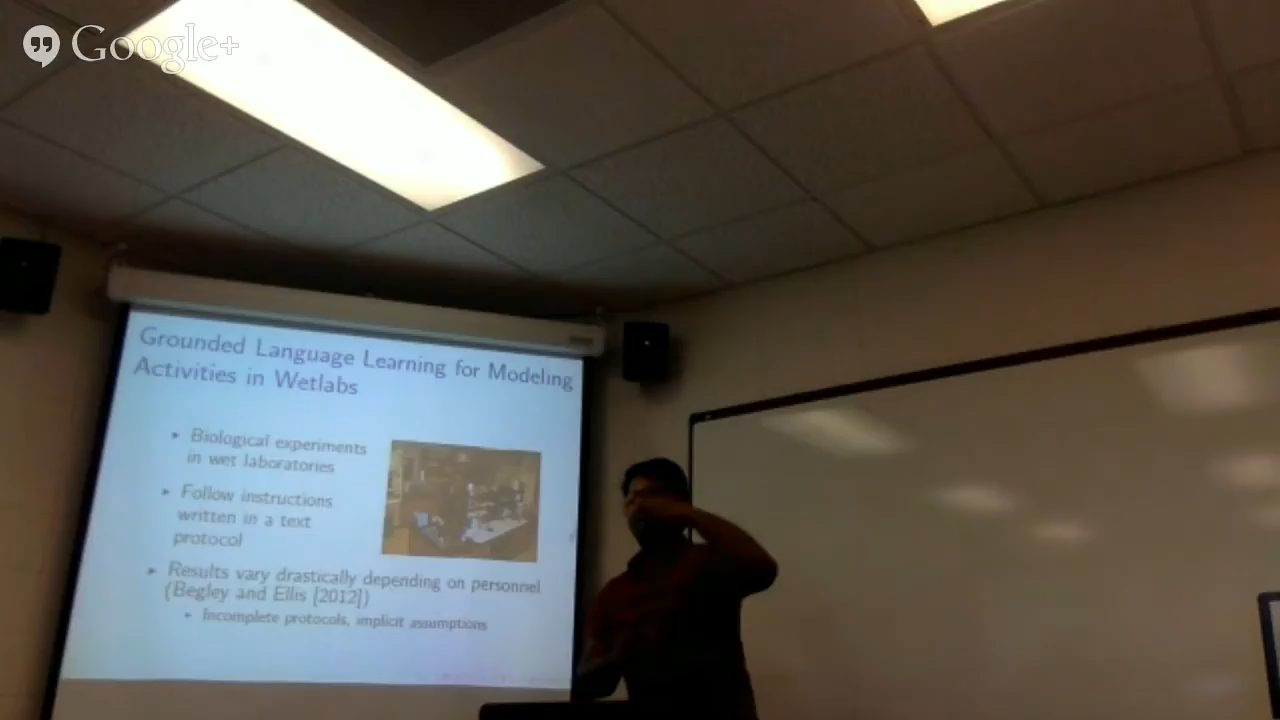 Google+
Grounded Language Learning for Modeling
Activities in Wetlabs
Biological experiments
in wet laboratories
Follow instructions
written in a text
protocol
Results vary drastically depending on personnel
(Begley and Ellis [2012])
Incomplete protocols, implicit assumptions